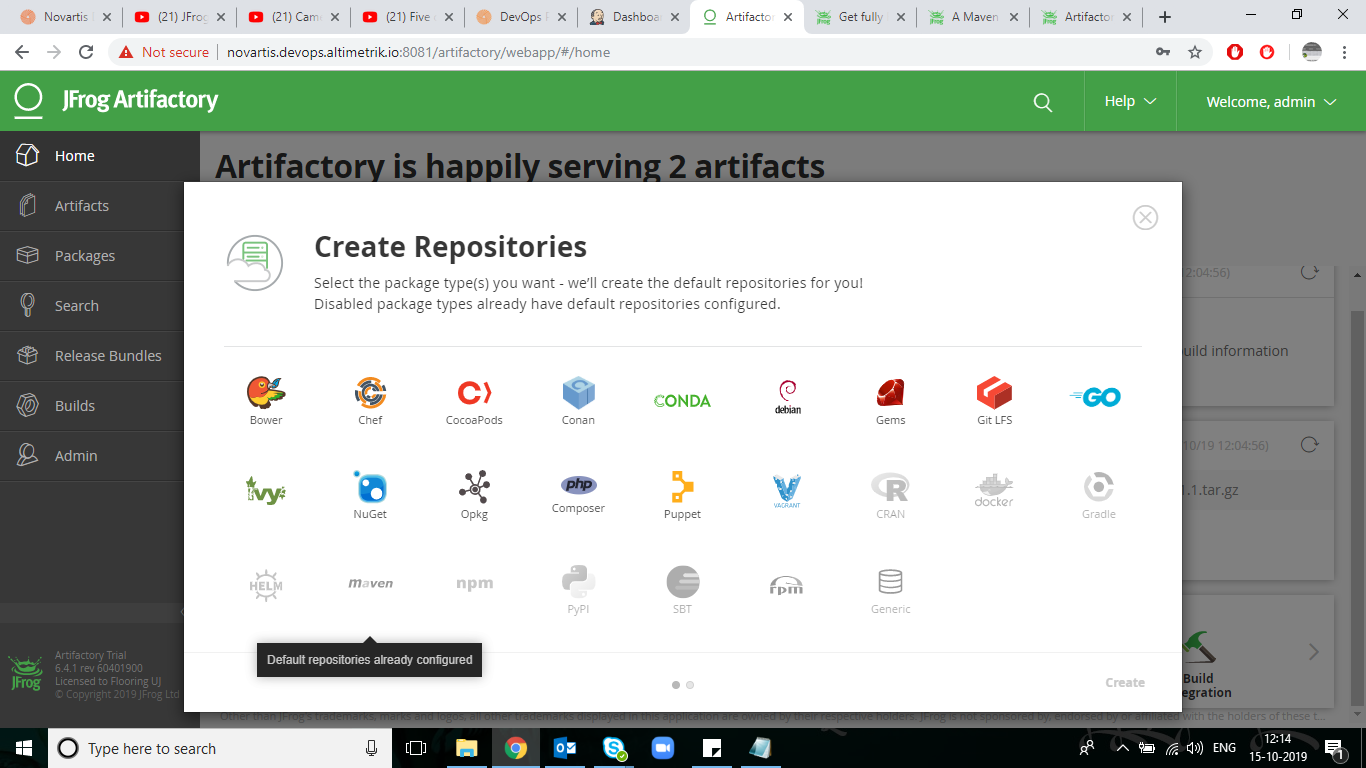 Novartis
(21) JFrog
(21) Cam
(21) Five
DevOps
Dashboa
Artifacto
Get fully
A Maven
Artifacto
Not secure
novartis.devops.altimetrik.io:8081/artifactory/webapp/#/home
JFrog Artifactory
Help
Welcome, admin
Home
Artifacts
Packages
Search
Release Bundles
Builds
Admin
Artifactory is happily serving 2 artifacts
Create Repositories
Select the package type(s) you want - we'll create the default repositories for you!
Disabled package types already have default repositories configured.
2:04:56)
uild information
10/19 12:04:56)
1.1.tar.gz
Bower
Chef
CocoaPods
Conan
CONDA
debian
Gems
Git LFS
GO
Ivy
NuGet
Opkg
php
Composer
Puppet
VAGRANT
CRAN
docker
Gradle
HELM
maven
npm
PyPI
SBT
rpm
Generic
Default repositories already configured
Create
Build
egration
JFrog
Artifactory Trial
6.4.1 rev 60401900
Licensed to Flooring UJ
© Copyright 2019 JFrog Ltd
Other than JFrog's trademarks, marks and logos, all other trademarks displayed in the application are owned by their respective holders. JFrog is not sponsored by, endorsed by or affiliated with the holders of these t...
Type here to search
ENG
12:14
15-10-2019
1